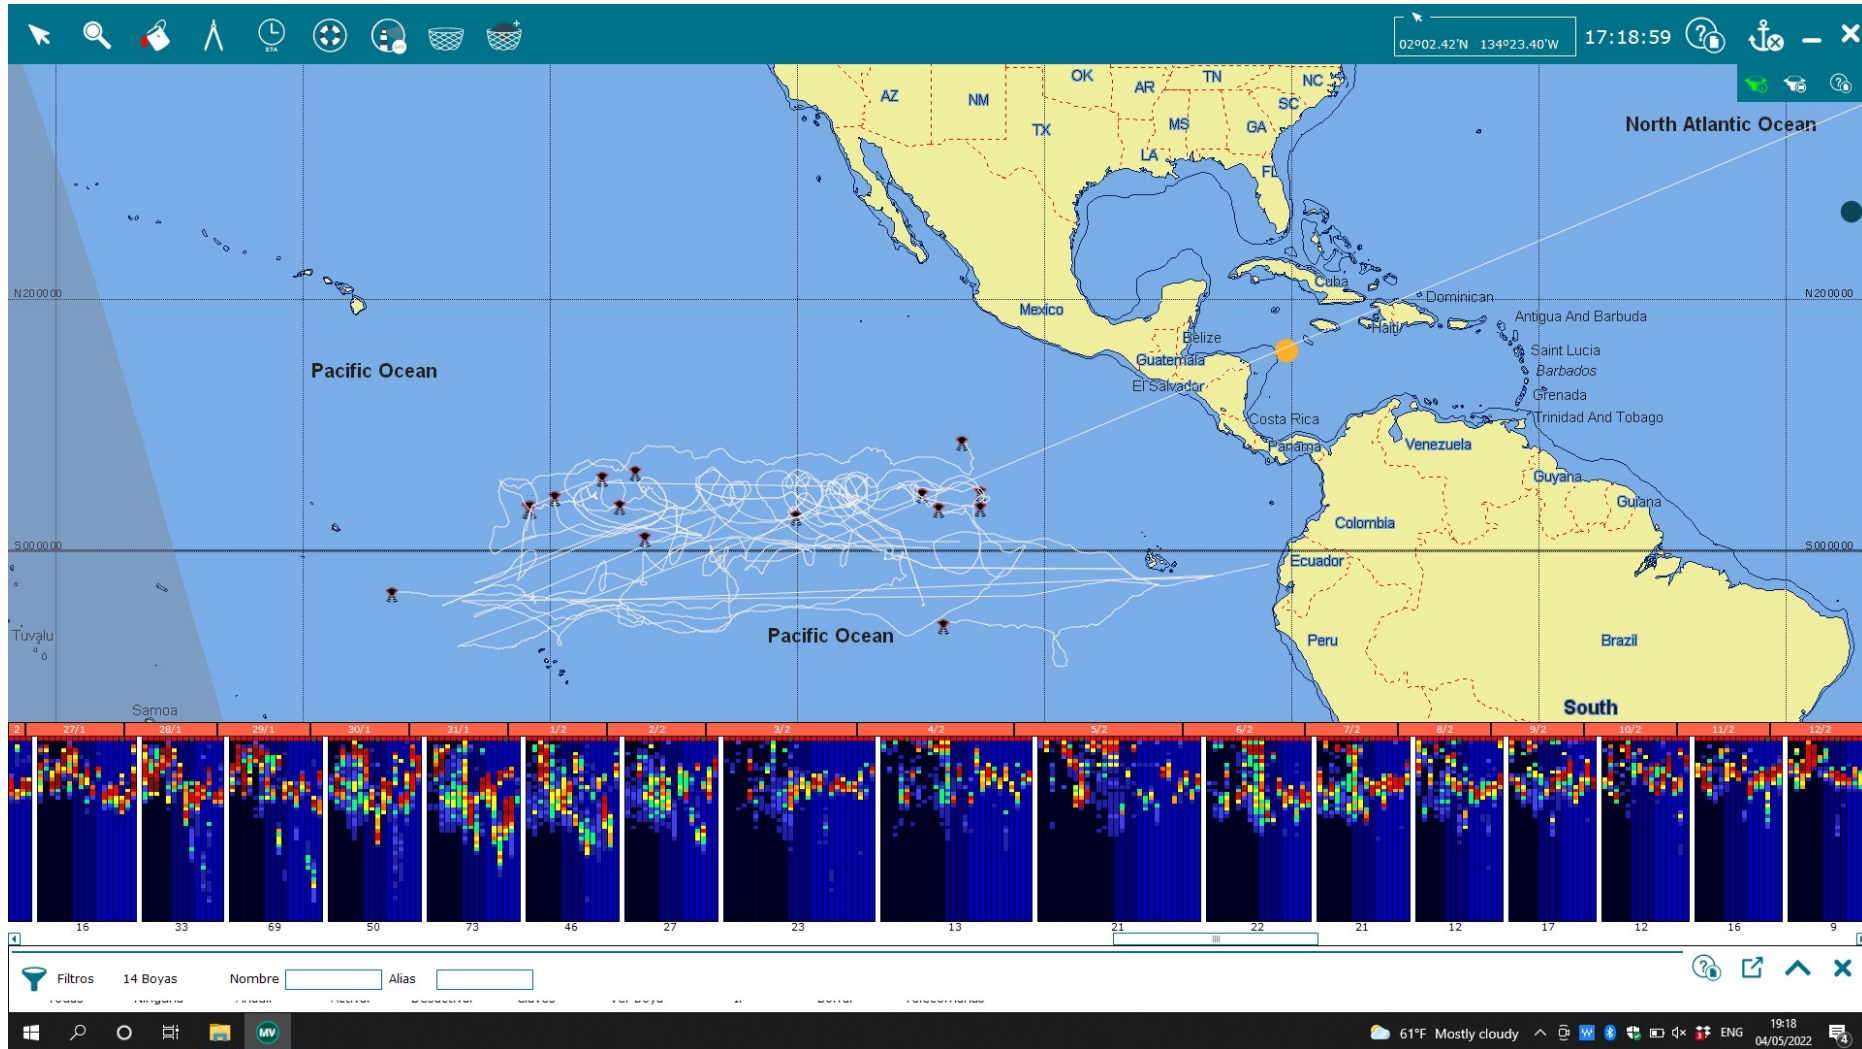 ETA
02°02.42'N 134°23.40'W
17:18:59
OK
TN
NC
AZ
NM
AR
SC
TX
MS
GA
LA
FL
North Atlantic Ocean
N200000
N200000
Cuba
Dominican
Mexico
Haiti
Antigua And Barbuda
Belize
Guatemala
Saint Lucia
Pacific Ocean
Barbados
El Salvador
Grenada
Costa Rica
Trinidad And Tobago
Panama
Venezuela
Guyana
Guiana
Colombia
S000000
S000000
Ecuador
Tuvalu
Pacific Ocean
Peru
Brazil
Samoa
South
2 27/1 28/1 29/1 30/1 31/1 1/2 2/2 3/2 4/2 5/2 6/2 7/2 8/2 9/2 10/2 11/2 12/2
16 33 69 50 73 46 27 23 13 21 22 21 12 17 12 16 9
Filtros 14 Boyas Nombre Alias
MV
61°F Mostly cloudy
ENG
19:18
04/05/2022
4